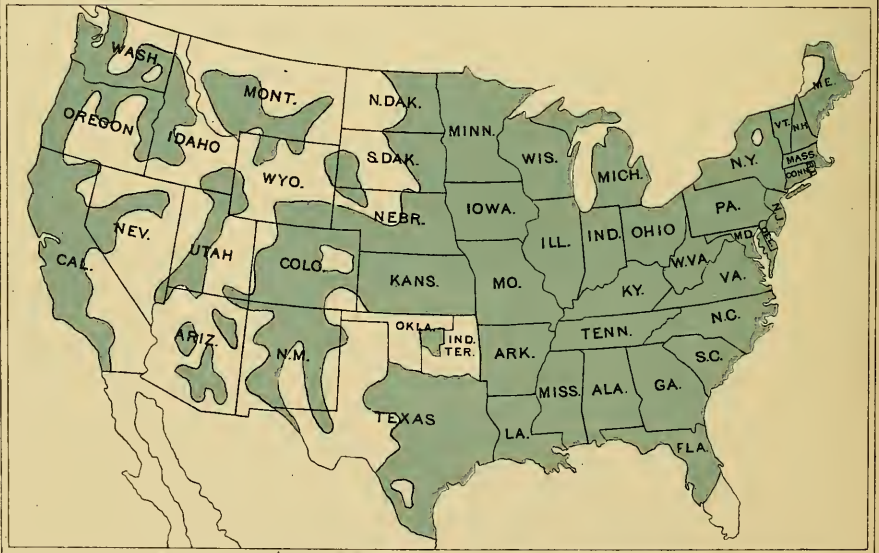 WASH.
MONT.
N.DAK.
MINN.
ME.
OREGON
IDAHO
S.DAK.
WIS.
MICH.
VT.
N.H.
WYO.
N.Y.
MASS.
CONN.
R.I.
NEBR.
IOWA.
PA.
N.J.
NEV.
UTAH
COLO.
ILL.
IND.
OHIO
MD.
DEL.
CAL.
KANS.
MO.
W.VA.
VA.
KY.
ARIZ.
N.M.
OKLA.
IND.
TER.
ARK.
TENN.
N.C.
S.C.
TEXAS
LA.
MISS.
ALA.
GA.
FLA.